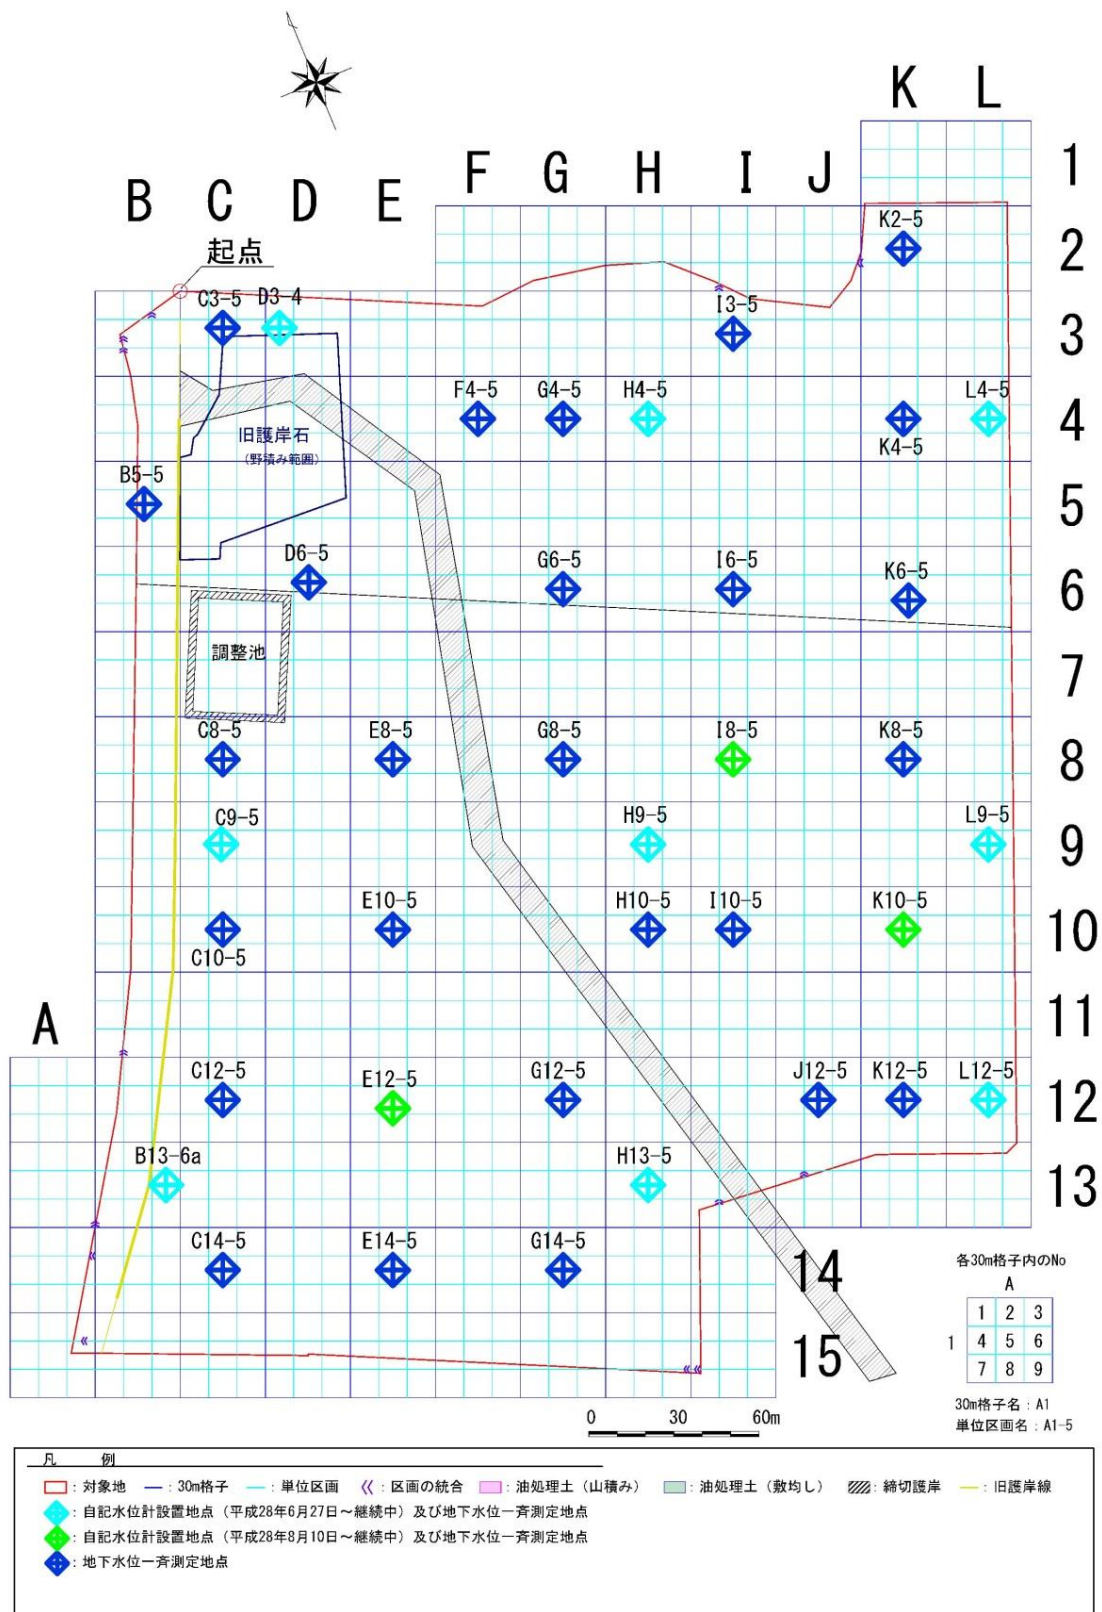 K L
1
F G H I J
B C D E
K2-5
2
起点
C3-5 D3-4
I3-5
3
F4-5 G4-5 H4-5 L4-5
4
旧護岸石
K4-5
(野積み範囲)
B5-5
5
D6-5 G6-5 I6-5 K6-5
6
調整池
7
C8-5 E8-5 G8-5 I8-5 K8-5
8
C9-5 H9-5 L9-5
9
E10-5 H10-5 I10-5 K10-5
10
C10-5
A
11
C12-5 E12-5 G12-5 J12-5 K12-5 L12-5
12
B13-6a H13-5
13
C14-5 E14-5 G14-5
14
15
各30m格子内のNo
A
1 2 3
1 4 5 6
7 8 9
30m格子名：A1
単位区画名：A1-5
0 30 60m
凡 例
：対象地 ：30m格子 ：単位区画 ：区画の統合 ：油処理土（山積み） ：油処理土（敷均し） ：締切護岸 ：旧護岸線
：自記水位計設置地点（平成28年6月27日～継続中）及び地下水位一斉測定地点
：自記水位計設置地点（平成28年8月10日～継続中）及び地下水位一斉測定地点
：地下水位一斉測定地点